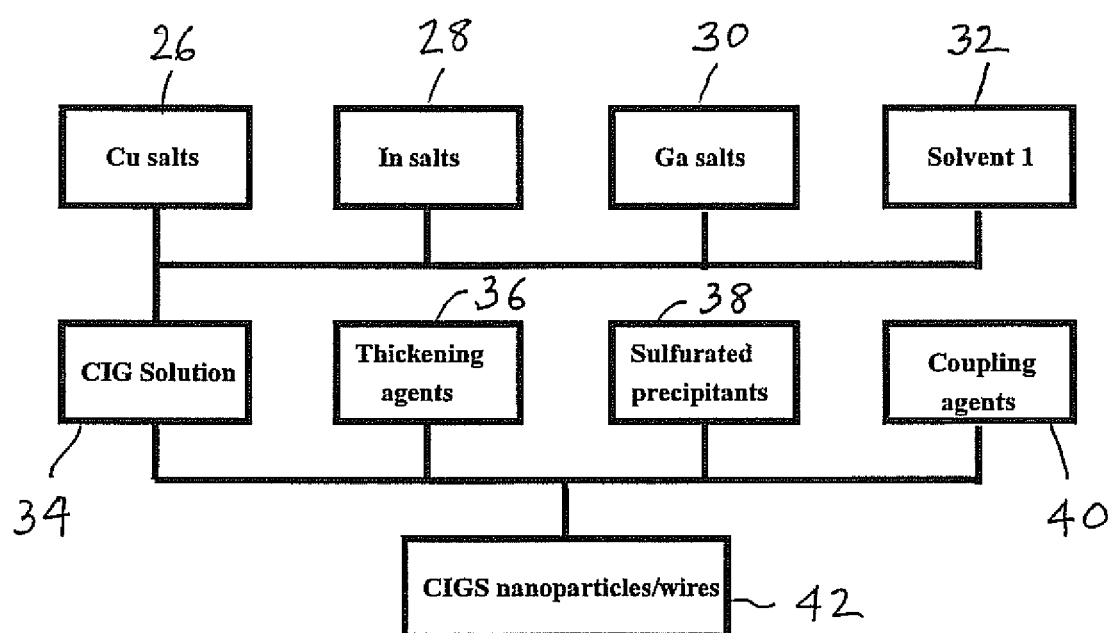 26 28 30 32
Cu salts In salts Ga salts Solvent 1
36 38
CIG Solution Thickening agents Sulfurated precipitants Coupling agents
34 40
CIGS nanoparticles/wires 42